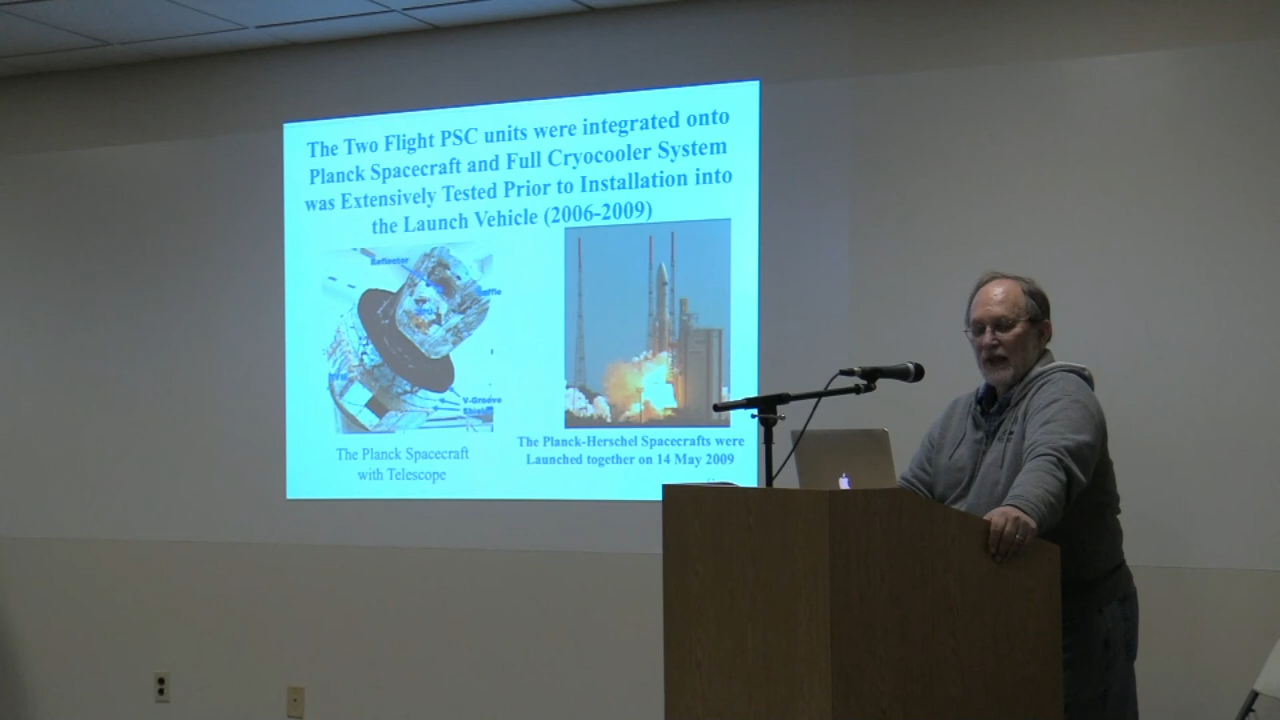 The Two Flight PSC units were integrated onto
Planck Spacecraft and Full Cryocooler System
was Extensively Tested Prior to Installation into
the Launch Vehicle (2006-2009)
Reflector
V-Groove
Shield
The Planck Spacecraft
with Telescope
The Planck-Herschel Spacecrafts were
Launched together on 14 May 2009